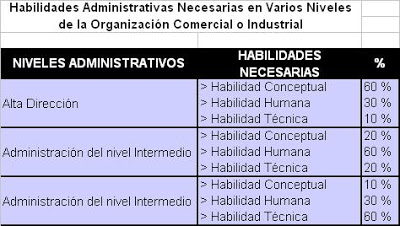 Habilidades Administrativas Necesarias en Varios Niveles
de la Organización Comercial o Industrial
NIVELES ADMINISTRATIVOS HABILIDADES NECESARIAS %
Alta Dirección
> Habilidad Conceptual 60 %
> Habilidad Humana 30 %
> Habilidad Técnica 10 %
Administración del nivel Intermedio
> Habilidad Conceptual 20 %
> Habilidad Humana 60 %
> Habilidad Técnica 20 %
Administración del nivel Intermedio
> Habilidad Conceptual 10 %
> Habilidad Humana 30 %
> Habilidad Técnica 60 %